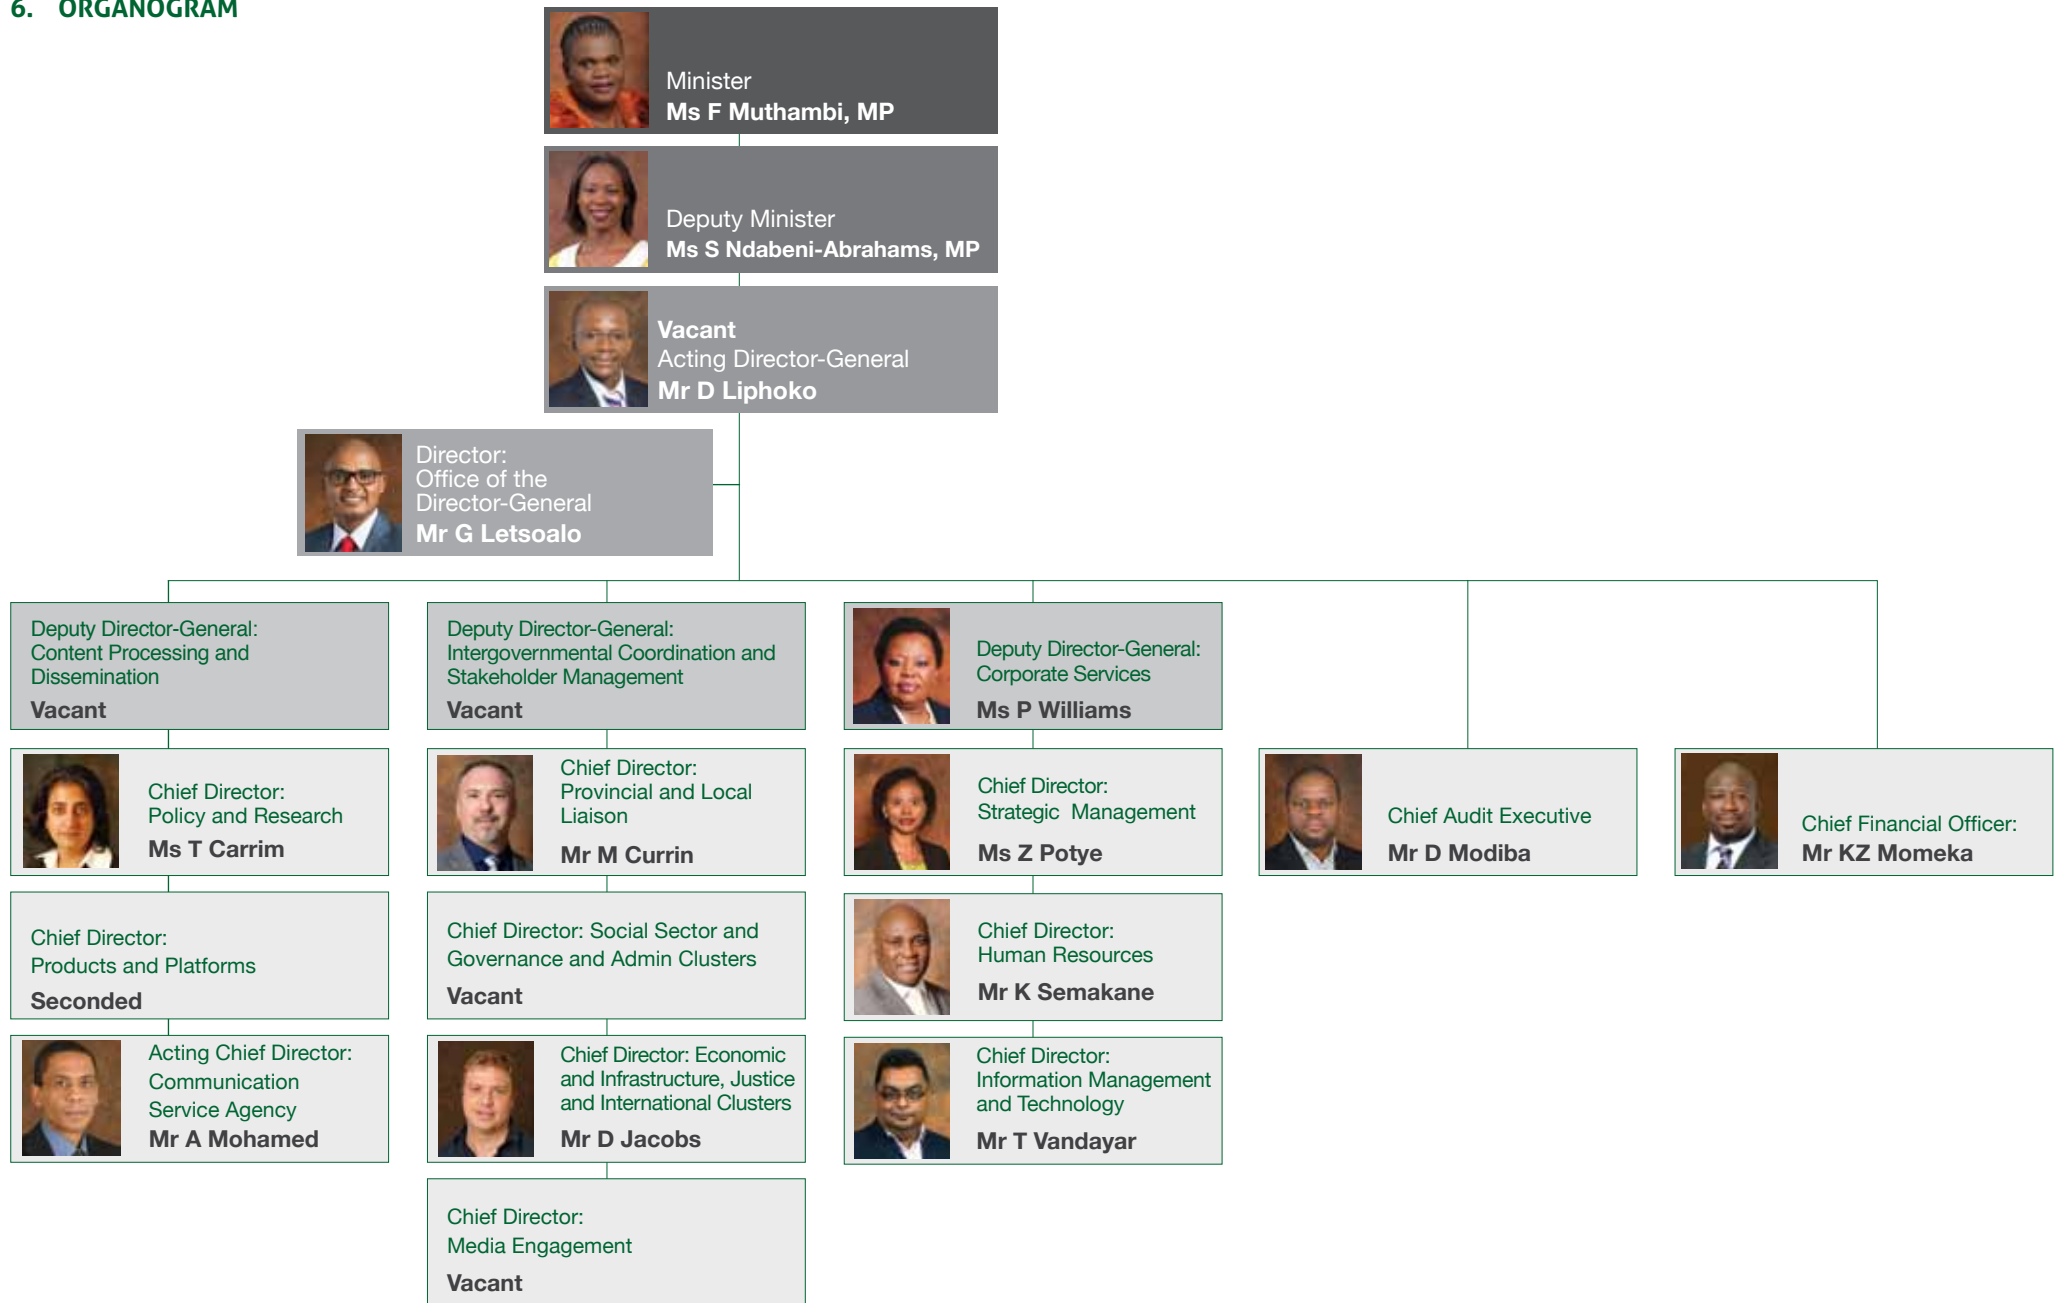 6. ORGANOGRAM
Minister
Ms F Muthambi, MP
Deputy Minister
Ms S Ndabeni-Abrahams, MP
Vacant
Acting Director-General
Mr D Liphoko
Director:
Office of the
Director-General
Mr G Letsoalo
Deputy Director-General:
Content Processing and
Dissemination
Vacant
Chief Director:
Policy and Research
Ms T Carrim
Chief Director:
Products and Platforms
Seconded
Acting Chief Director:
Communication
Service Agency
Mr A Mohamed
Deputy Director-General:
Intergovernmental Coordination and
Stakeholder Management
Vacant
Chief Director:
Provincial and Local
Liaison
Mr M Currin
Chief Director: Social Sector and
Governance and Admin Clusters
Vacant
Chief Director: Economic
and Infrastructure, Justice
and International Clusters
Mr D Jacobs
Chief Director:
Media Engagement
Vacant
Deputy Director-General:
Corporate Services
Ms P Williams
Chief Director:
Strategic Management
Ms Z Potye
Chief Director:
Human Resources
Mr K Semakane
Chief Director:
Information Management
and Technology
Mr T Vandayar
Chief Audit Executive
Mr D Modiba
Chief Financial Officer:
Mr KZ Momeka